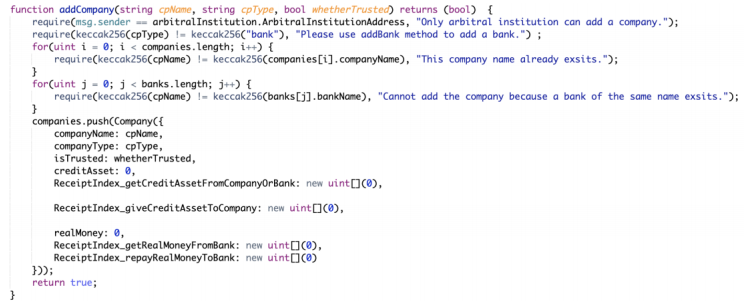 function addCompany(string cpName, string cpType, bool whetherTrusted) returns (bool)  {
    require(msg.sender == arbitralInstitution.ArbitralInstitutionAddress, "Only arbitral institution can add a company.");
    require(keccak256(cpType) != keccak256("bank"), "Please use addBank method to add a bank.") ;
    for(uint i = 0; i < companies.length; i++) {
        require(keccak256(cpName) != keccak256(companies[i].companyName), "This company name already exsits.");
    }
    for(uint j = 0; j < banks.length; j++) {
        require(keccak256(cpName) != keccak256(banks[j].bankName), "Cannot add the company because a bank of the same name exsits.");
    }
    companies.push(Company({
        companyName: cpName,
        companyType: cpType,
        isTrusted: whetherTrusted,
        creditAsset: 0,
        ReceiptIndex_getCreditAssetFromCompanyOrBank: new uint[](0),
        ReceiptIndex_giveCreditAssetToCompany: new uint[](0),
        realMoney: 0,
        ReceiptIndex_getRealMoneyFromBank: new uint[](0),
        ReceiptIndex_repayRealMoneyToBank: new uint[](0)
    }));
    return true;
}